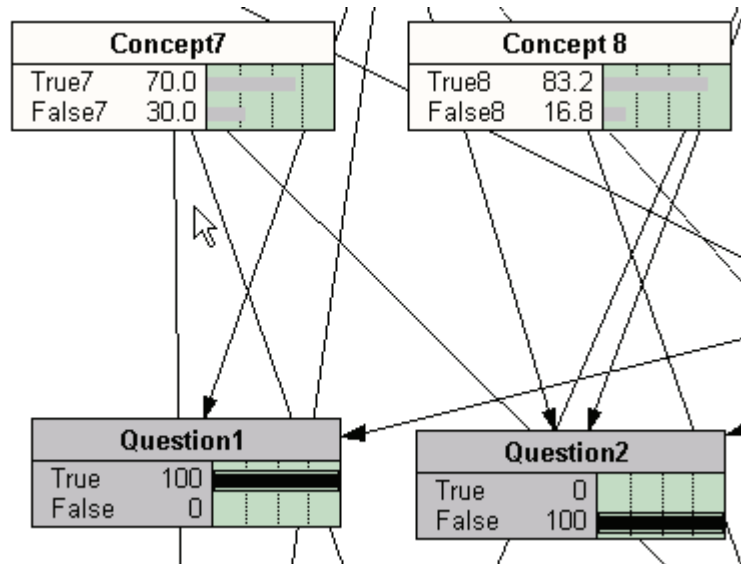 Concept7
True7 70.0
False7 30.0
Concept 8
True8 83.2
False8 16.8
Question1
True 100
False 0
Question2
True 0
False 100